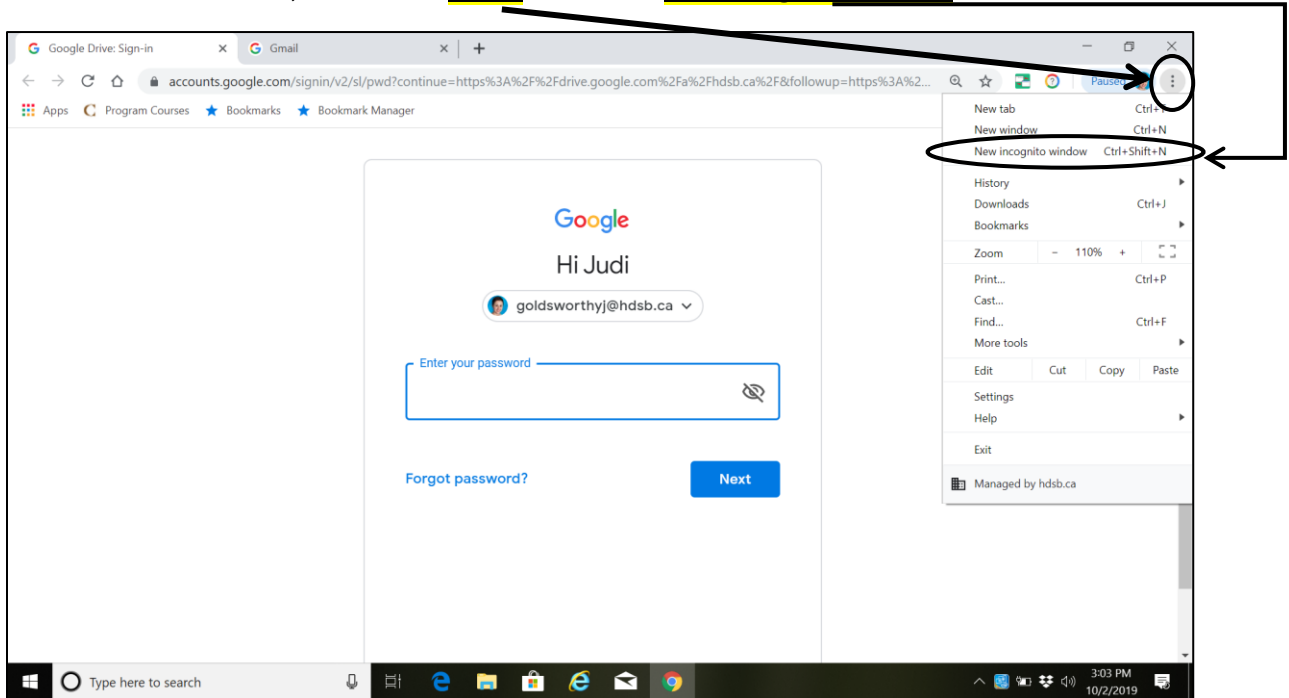 Google Drive: Sign-in
Gmail
accounts.google.com/signin/v2/sl/pwd?continue=https%3A%2F%2Fdrive.google.com%2Fa%2Fhdsb.ca%2F&followup=https%3A%2...
Paused
Apps Program Courses Bookmarks Bookmark Manager
New tab
New window Ctrl+N
New incognito window Ctrl+Shift+N
History
Downloads Ctrl+J
Bookmarks
Zoom - 110% +
Print... Ctrl+P
Cast...
Find... Ctrl+F
More tools
Edit Cut Copy Paste
Settings
Help
Exit
Managed by hdsb.ca
Google
Hi Judi
goldsworthyj@hdsb.ca
Enter your password
Forgot password? Next
Type here to search
3:03 PM
10/2/2019